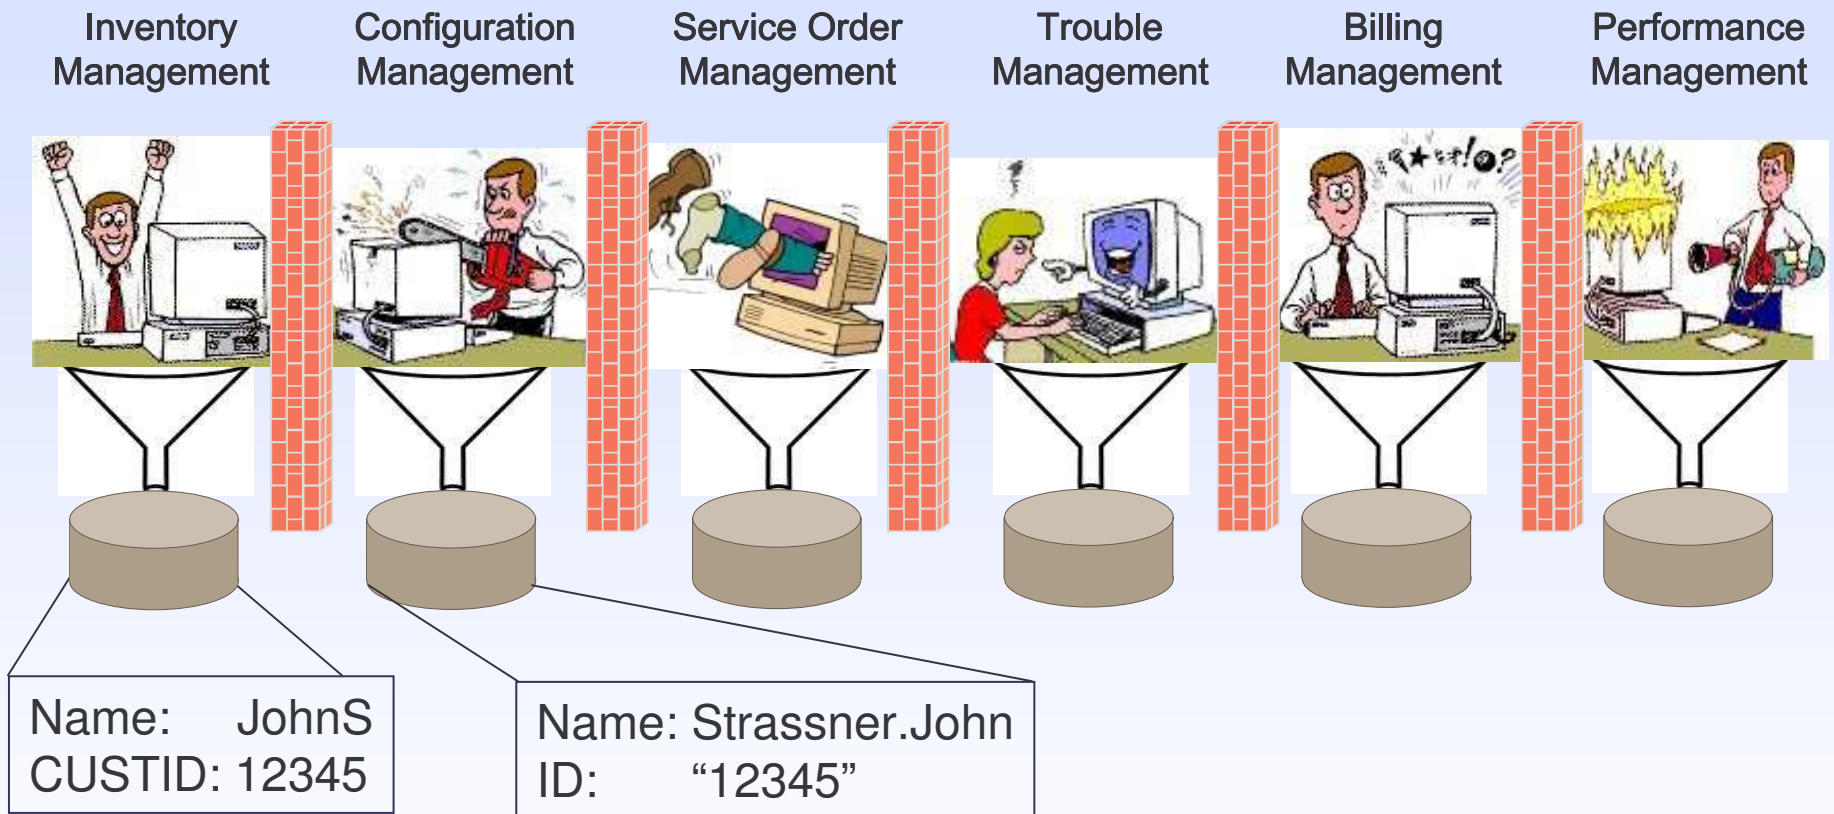 Inventory
Management
Configuration
Management
Service Order
Management
Trouble
Management
Billing
Management
Performance
Management
Name: JohnS
CUSTID: 12345
Name: Strassner.John
ID: “12345”